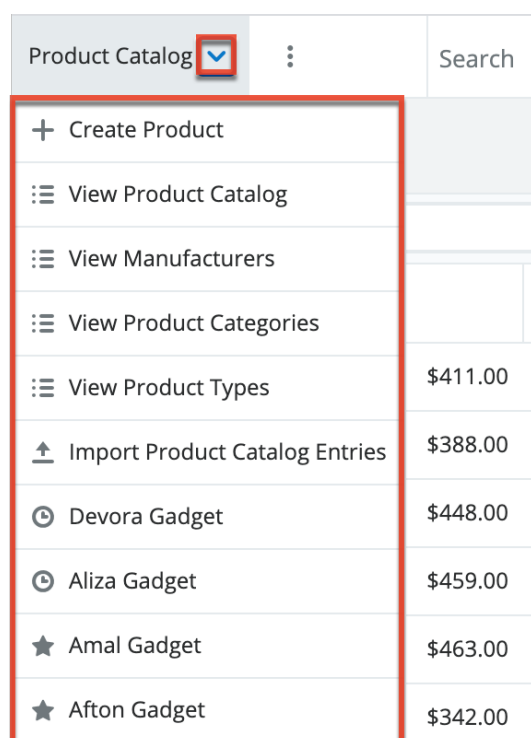 Product Catalog
Search
Create Product
View Product Catalog
View Manufacturers
View Product Categories
View Product Types
$411.00
Import Product Catalog Entries
$388.00
Devora Gadget
$448.00
Aliza Gadget
$459.00
Amal Gadget
$463.00
Afton Gadget
$342.00